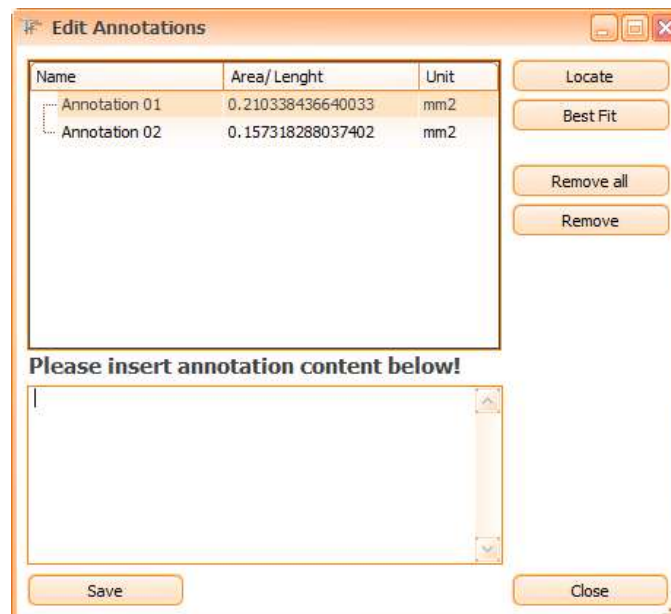 Edit Annotations
Name Area/Lenght Unit
Annotation 01 0.210338436640033 mm2
Annotation 02 0.157318288037402 mm2
Locate
Best Fit
Remove all
Remove
Please insert annotation content below!
Save
Close